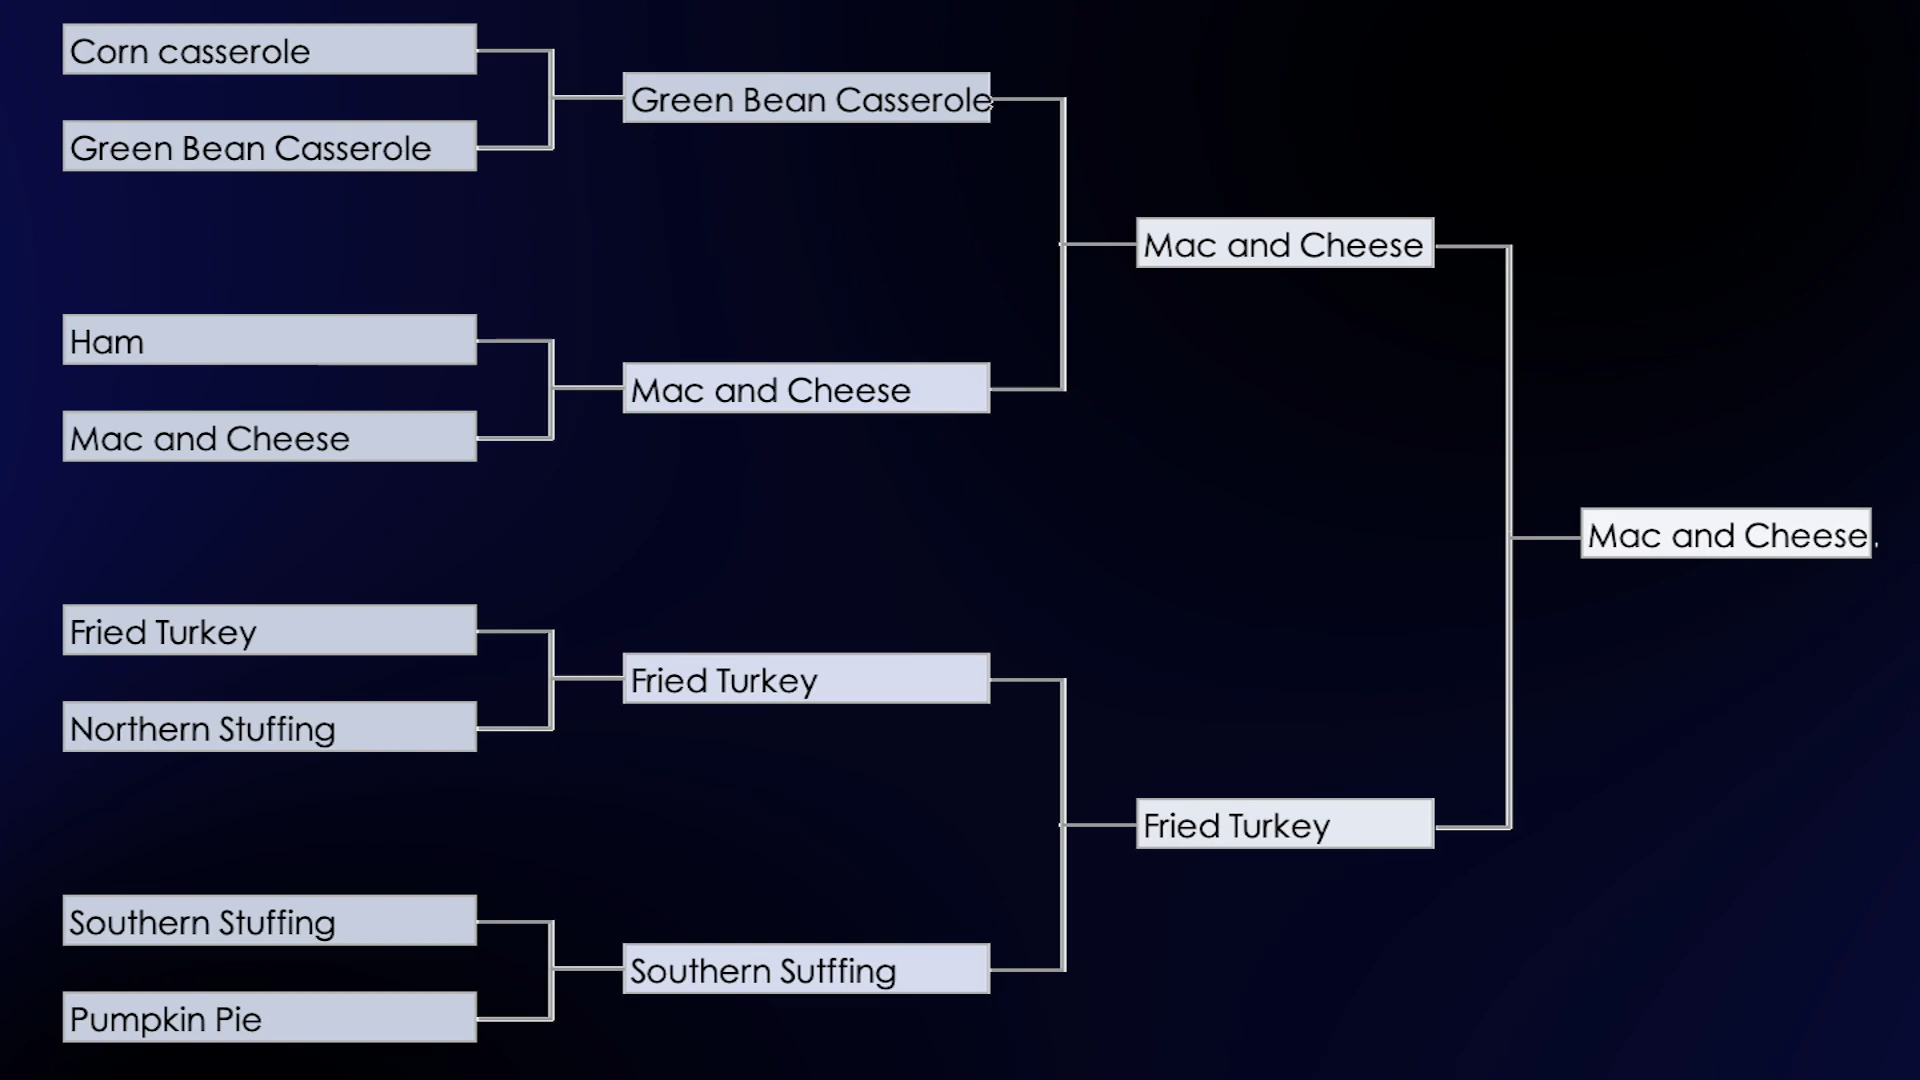 Corn casserole
Green Bean Casserole
Green Bean Casserole
Ham
Mac and Cheese
Mac and Cheese
Mac and Cheese
Mac and Cheese.
Fried Turkey
Northern Stuffing
Fried Turkey
Fried Turkey
Southern Stuffing
Pumpkin Pie
Southern Sutffing